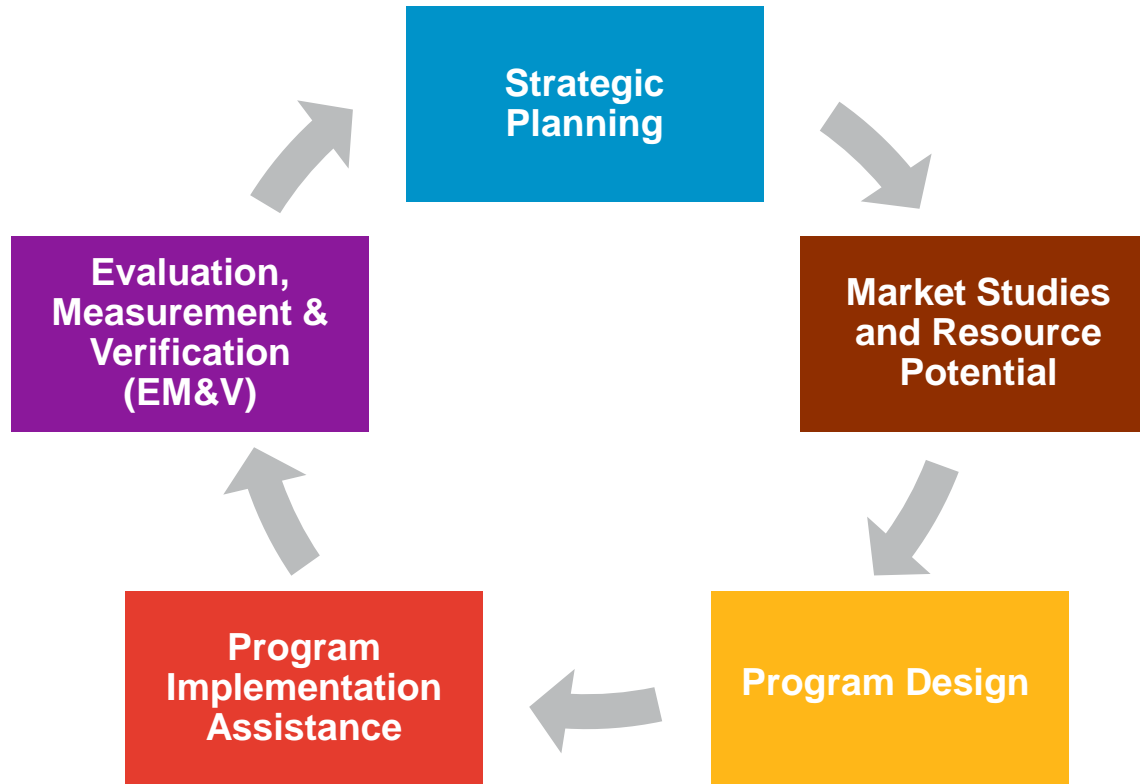 Strategic
Planning
Market Studies
and Resource
Potential
Program Design
Program
Implementation
Assistance
Evaluation,
Measurement &
Verification
(EM&V)